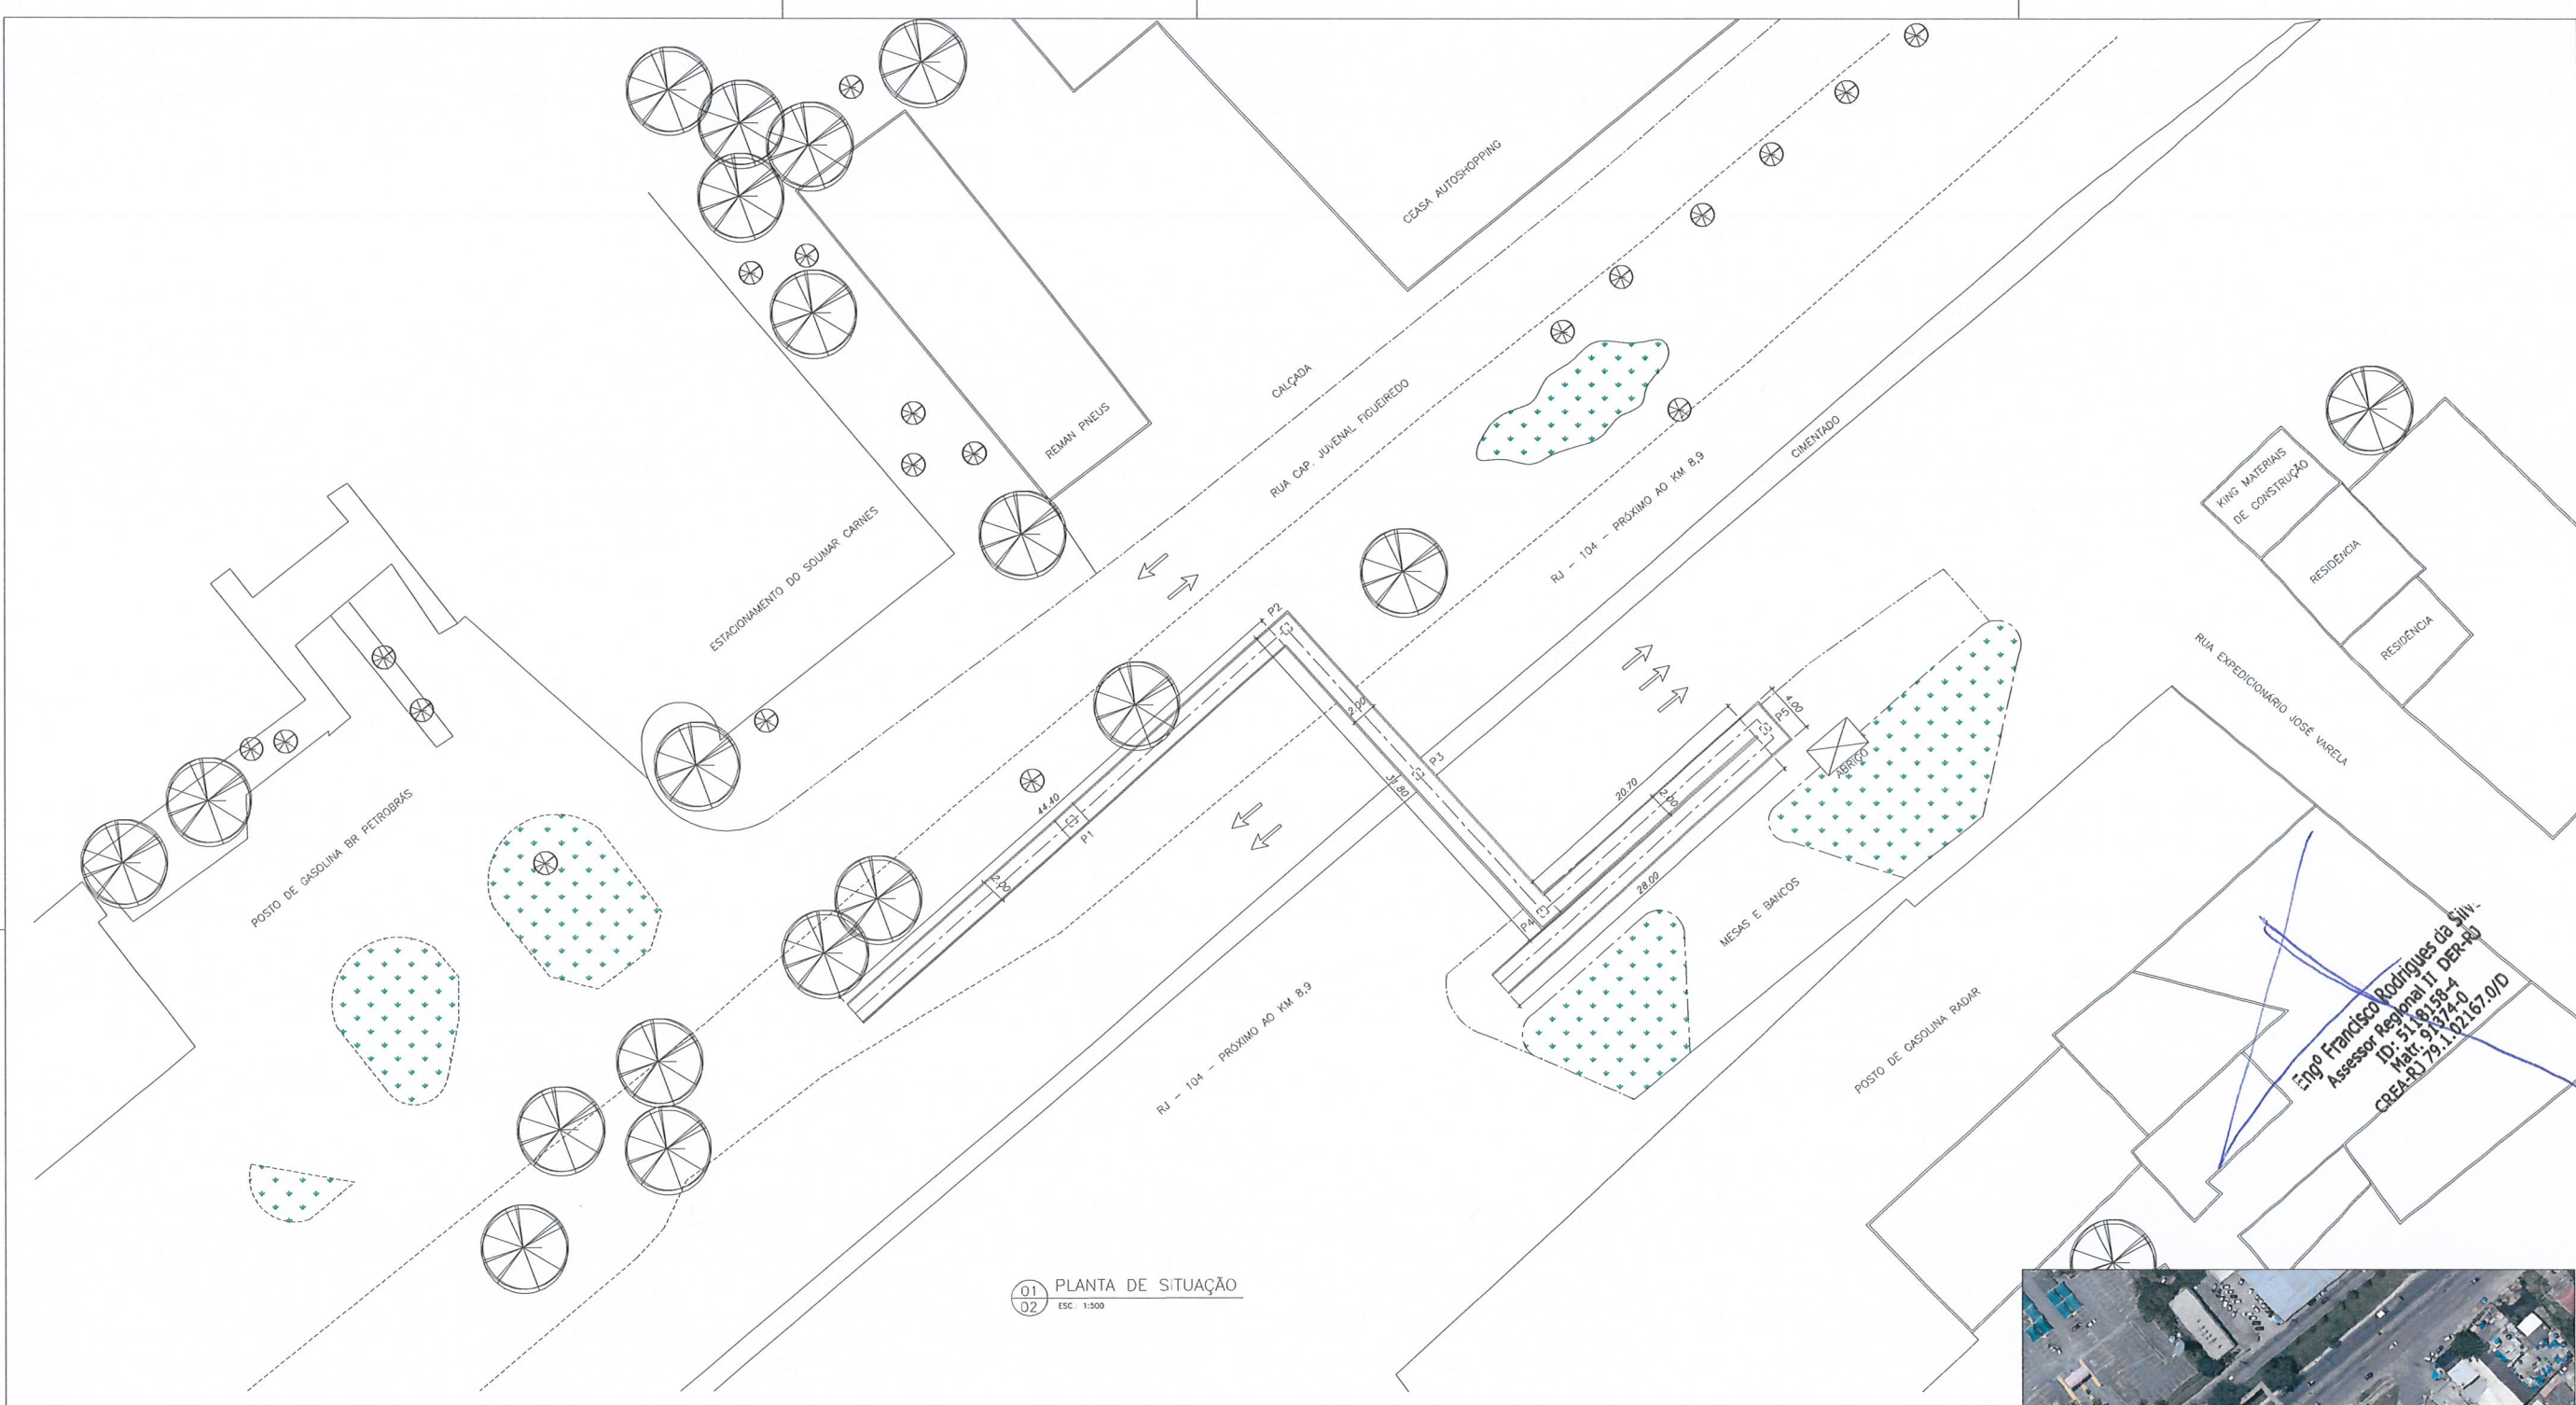 CEASA AUTOSHOPPING
CALÇADA
RUA CAP. JUVENAL FIGUEIREDO
REMAN PNEUS
CIMENTADO
RJ - 104 - PRÓXIMO AO KM 8,9
KING MATERIAIS
DE CONSTRUÇÃO
RESIDÊNCIA
RESIDÊNCIA
RUA EXPEDICIONÁRIO JOSÉ VARELA
ESTACIONAMENTO DO SOUMAR CARNES
P2
2.00
P3
37.80
4.00
P5
ABRIGO
20.70
2.00
28.00
P4
44.40
P1
2.00
POSTO DE GASOLINA BR PETROBRÁS
MESAS E BANCOS
RJ - 104 - PRÓXIMO AO KM 8,9
POSTO DE GASOLINA RADAR
Engº Francisco Rodrigues da
Assessor Regional II DER-RJ
ID: 5118158-4
Matr. 91374-0
CREA-RJ 79.1.02167.0/D
01
02
PLANTA DE SITUAÇÃO
ESC.: 1:500